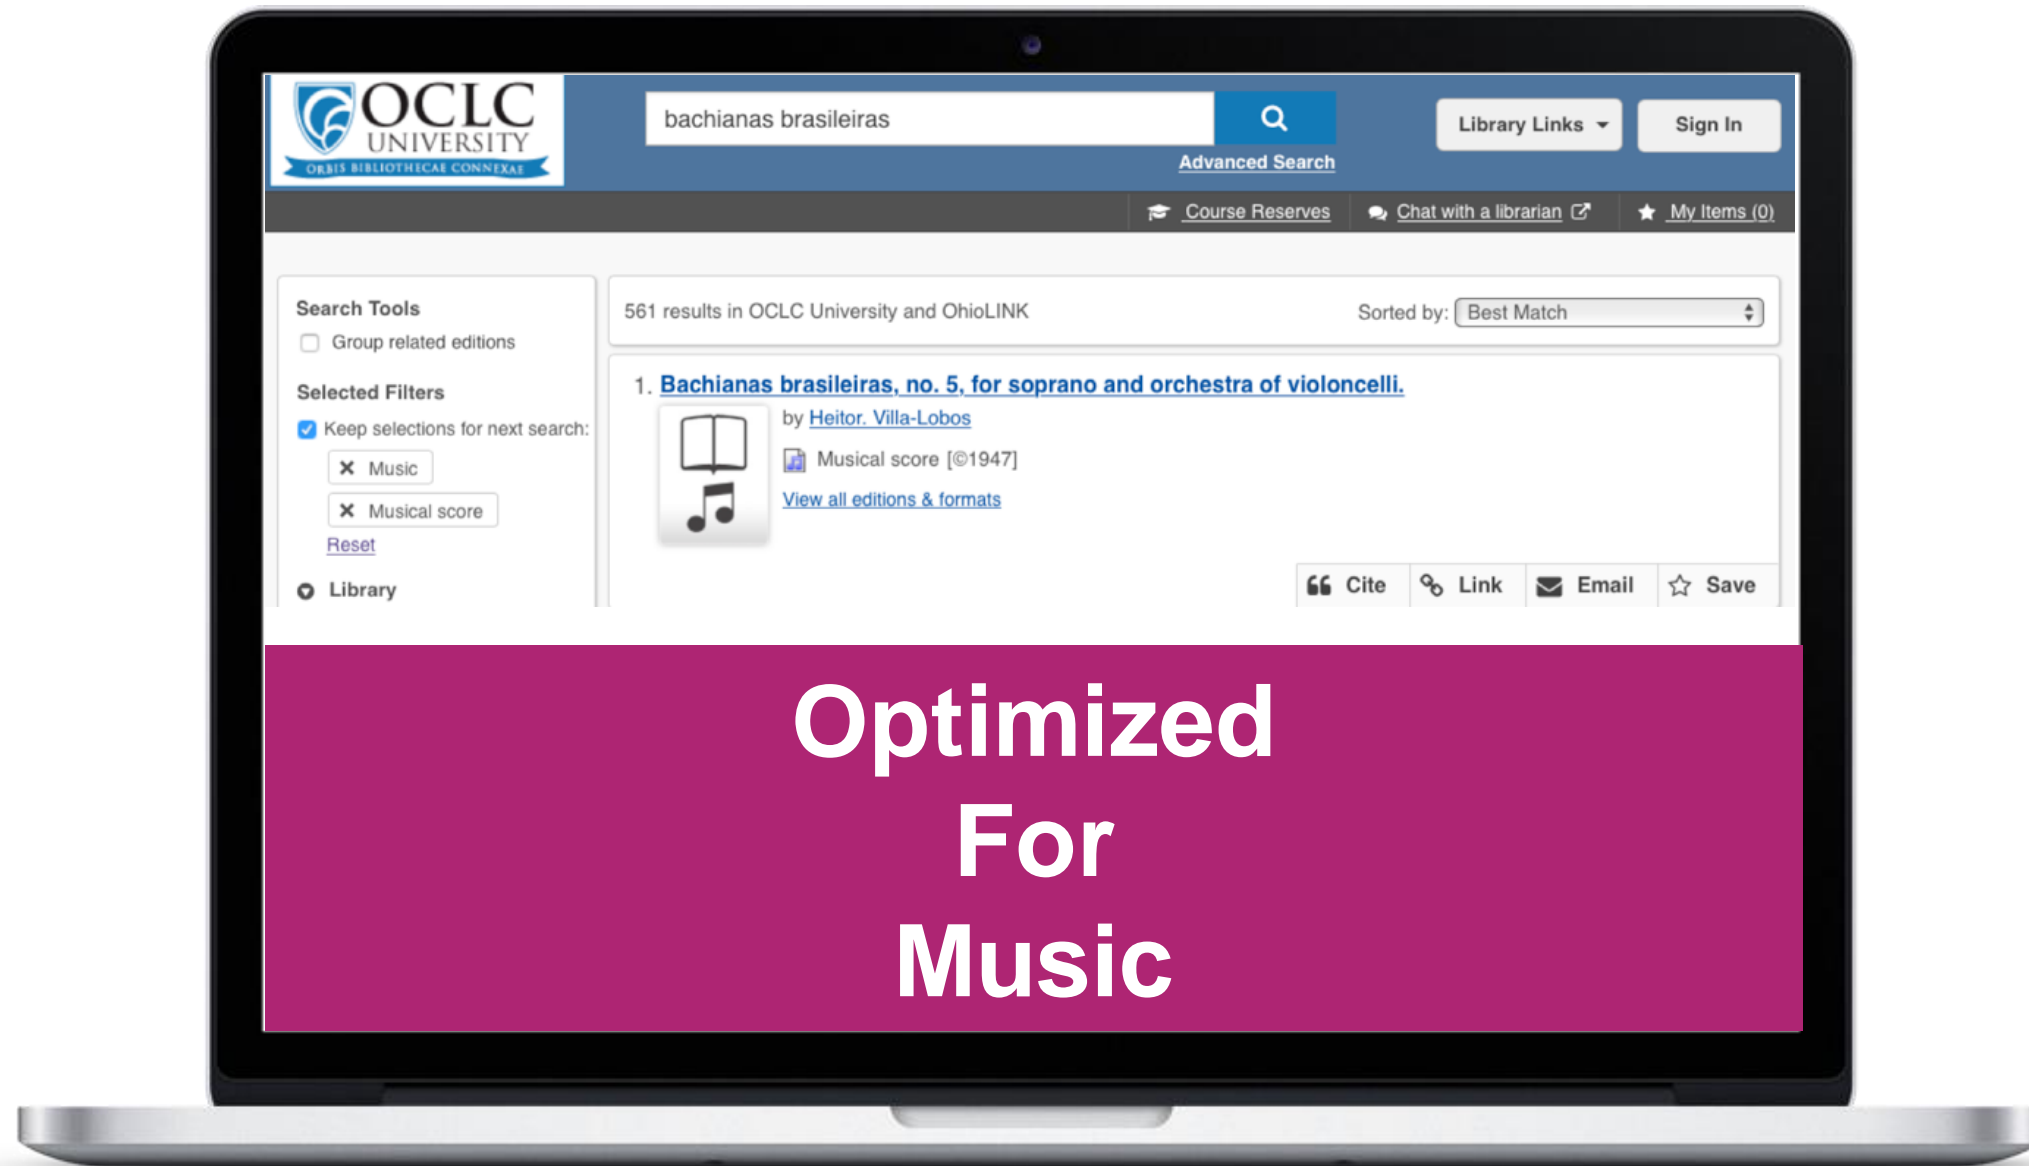 OCLC
UNIVERSITY
ORBIS BIBLIOTHECAE CONNEXAE
bachianas brasileiras
Library Links
Sign In
Advanced Search
Course Reserves
Chat with a librarian
My Items (0)
Search Tools
Group related editions
Selected Filters
Keep selections for next search:
Music
Musical score
Reset
Library
561 results in OCLC University and OhioLINK
Sorted by: Best Match
1. Bachianas brasileiras, no. 5, for soprano and orchestra of violoncelli.
by Heitor. Villa-Lobos
Musical score [©1947]
View all editions & formats
Cite Link Email Save
Optimized
For
Music